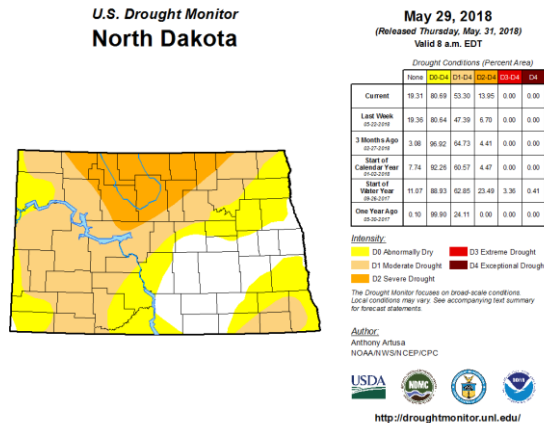 U.S. Drought Monitor
North Dakota
May 29, 2018
(Released Thursday, May. 31, 2018)
Valid 8 a.m. EDT
Drought Conditions (Percent Area)
None D0-D4 D1-D4 D2-D4 D3-D4 D4
Current 19.31 80.69 53.30 13.95 0.00 0.00
Last Week 19.36 80.64 47.39 6.70 0.00 0.00
05-22-2018
3 Months Ago 3.08 96.92 64.73 4.41 0.00 0.00
02-27-2018
Start of
Calendar Year 7.74 92.26 60.57 4.47 0.00 0.00
01-02-2018
Start of
Water Year 11.07 88.93 62.85 23.49 3.36 0.41
09-26-2017
One Year Ago 0.10 99.90 24.11 0.00 0.00 0.00
05-30-2017
Intensity:
D0 Abnormally Dry D3 Extreme Drought
D1 Moderate Drought D4 Exceptional Drough
D2 Severe Drought
The Drought Monitor focuses on broad-scale conditions.
Local conditions may vary. See accompanying text summary
for forecast statements.
Author:
Anthony Artusa
NOAA/NWS/NCEP/CPC
USDA NDMC
http://droughtmonitor.unl.edu/